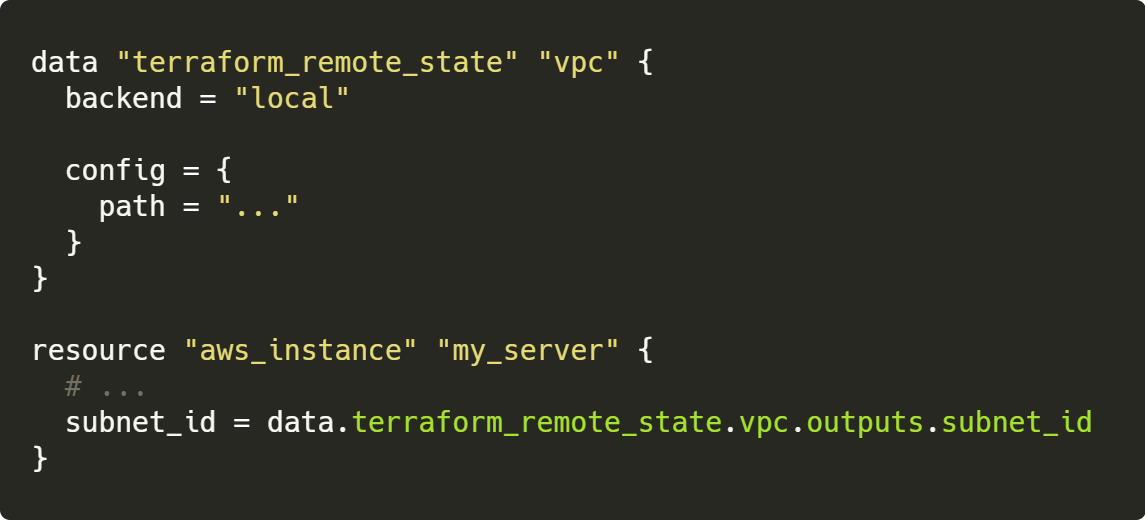 data "terraform_remote_state" "vpc" {
  backend = "local"

  config = {
    path = "..."
  }
}

resource "aws_instance" "my_server" {
  # ...
  subnet_id = data.terraform_remote_state.vpc.outputs.subnet_id
}